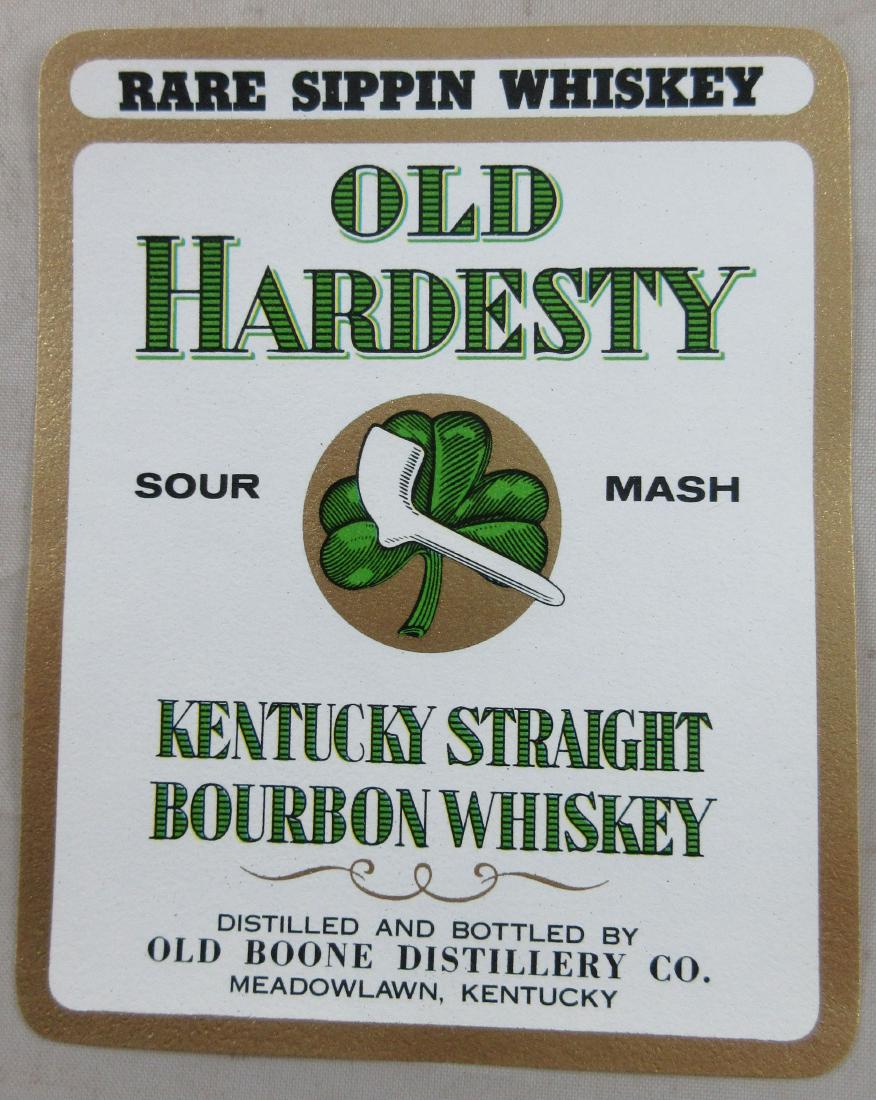 RARE SIPPIN WHISKEY
OLD
HARDESTY
SOUR MASH
KENTUCKY STRAIGHT
BOURBON WHISKEY
DISTILLED AND BOTTLED BY
OLD BOONE DISTILLERY CO.
MEADOWLAWN, KENTUCKY